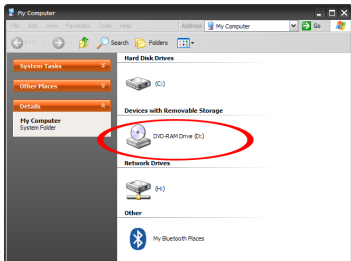 My Computer
File Edit View Favorites Tools Help Address My Computer Go
Search Folders
System Tasks
Other Places
Details
My Computer
System Folder
Hard Disk Drives
(C:)
Devices with Removable Storage
DVD-RAM Drive (D:)
Network Drives
(H:)
Other
My Bluetooth Places